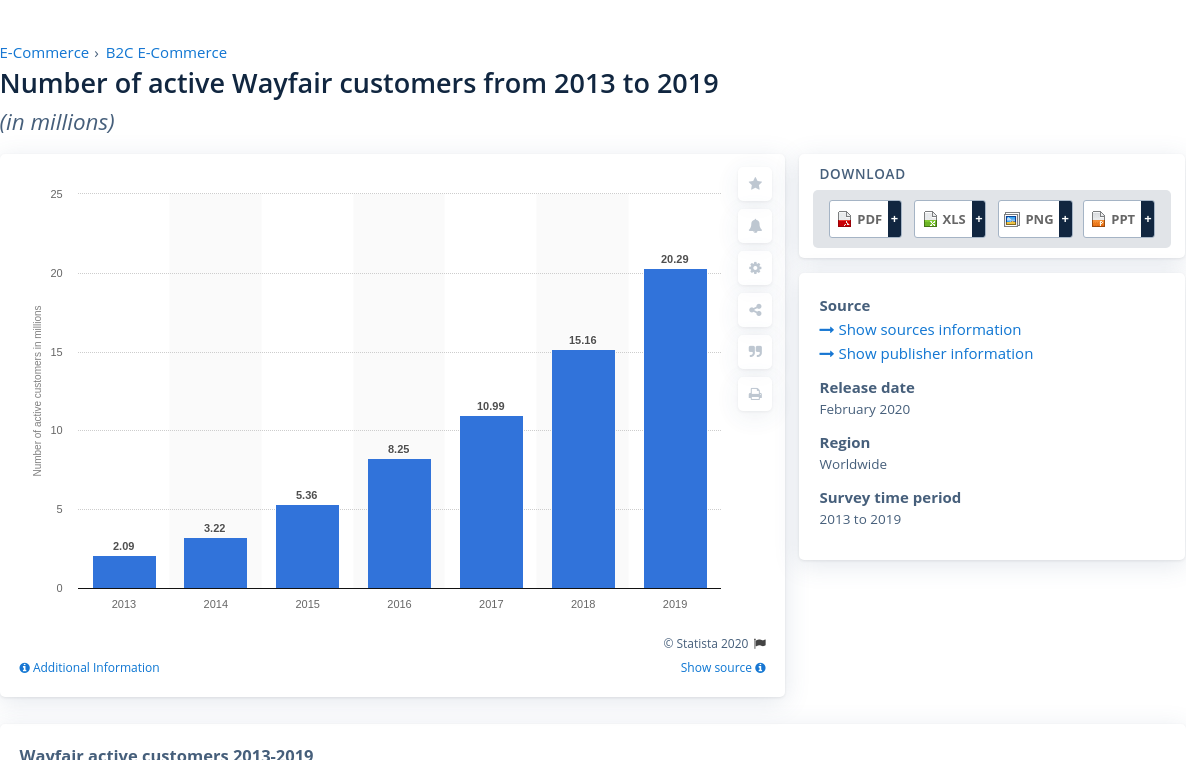 E-Commerce › B2C E-Commerce
Number of active Wayfair customers from 2013 to 2019
(in millions)
Number of active customers in millions
25
20
15
10
5
0
2.09
3.22
5.36
8.25
10.99
15.16
20.29
2013 2014 2015 2016 2017 2018 2019
© Statista 2020
Additional Information
Show source
DOWNLOAD
PDF + XLS + PNG + PPT +
Source
Show sources information
Show publisher information
Release date
February 2020
Region
Worldwide
Survey time period
2013 to 2019
Wayfair active customers 2013-2019